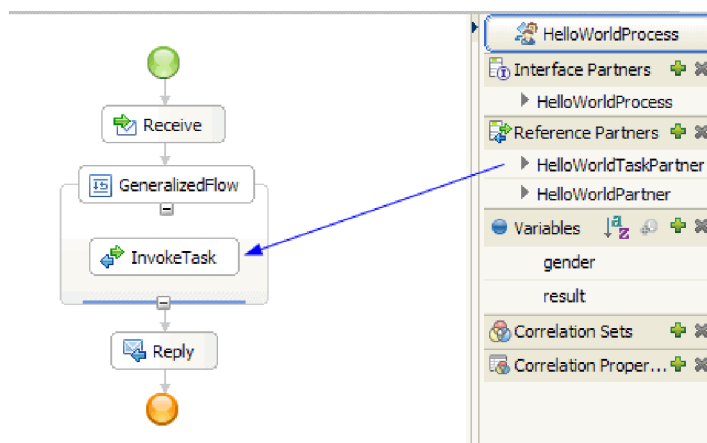 Receive
GeneralizedFlow
InvokeTask
Reply
HelloWorldProcess
Interface Partners
HelloWorldProcess
Reference Partners
HelloWorldTaskPartner
HelloWorldPartner
Variables
gender
result
Correlation Sets
Correlation Proper...